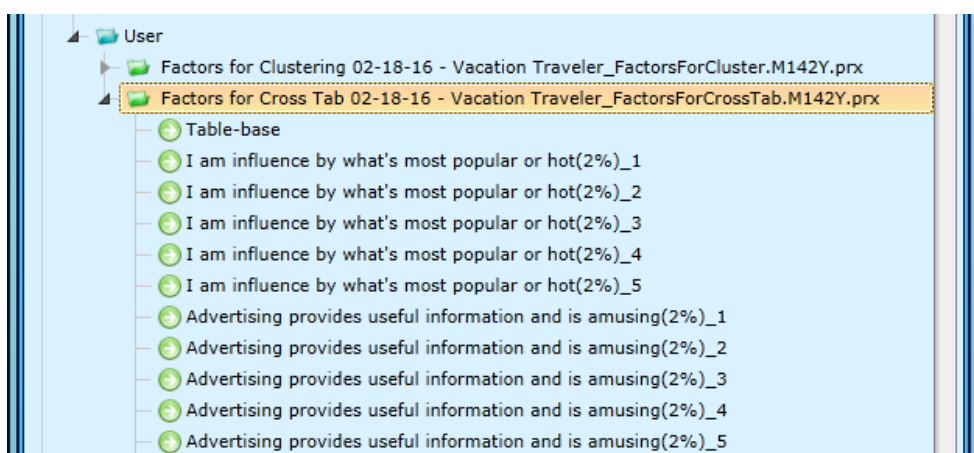 User
Factors for Clustering 02-18-16 - Vacation Traveler_FactorsForCluster.M142Y.prx
Factors for Cross Tab 02-18-16 - Vacation Traveler_FactorsForCrossTab.M142Y.prx
Table-base
I am influence by what's most popular or hot(2%)_1
I am influence by what's most popular or hot(2%)_2
I am influence by what's most popular or hot(2%)_3
I am influence by what's most popular or hot(2%)_4
I am influence by what's most popular or hot(2%)_5
Advertising provides useful information and is amusing(2%)_1
Advertising provides useful information and is amusing(2%)_2
Advertising provides useful information and is amusing(2%)_3
Advertising provides useful information and is amusing(2%)_4
Advertising provides useful information and is amusing(2%)_5